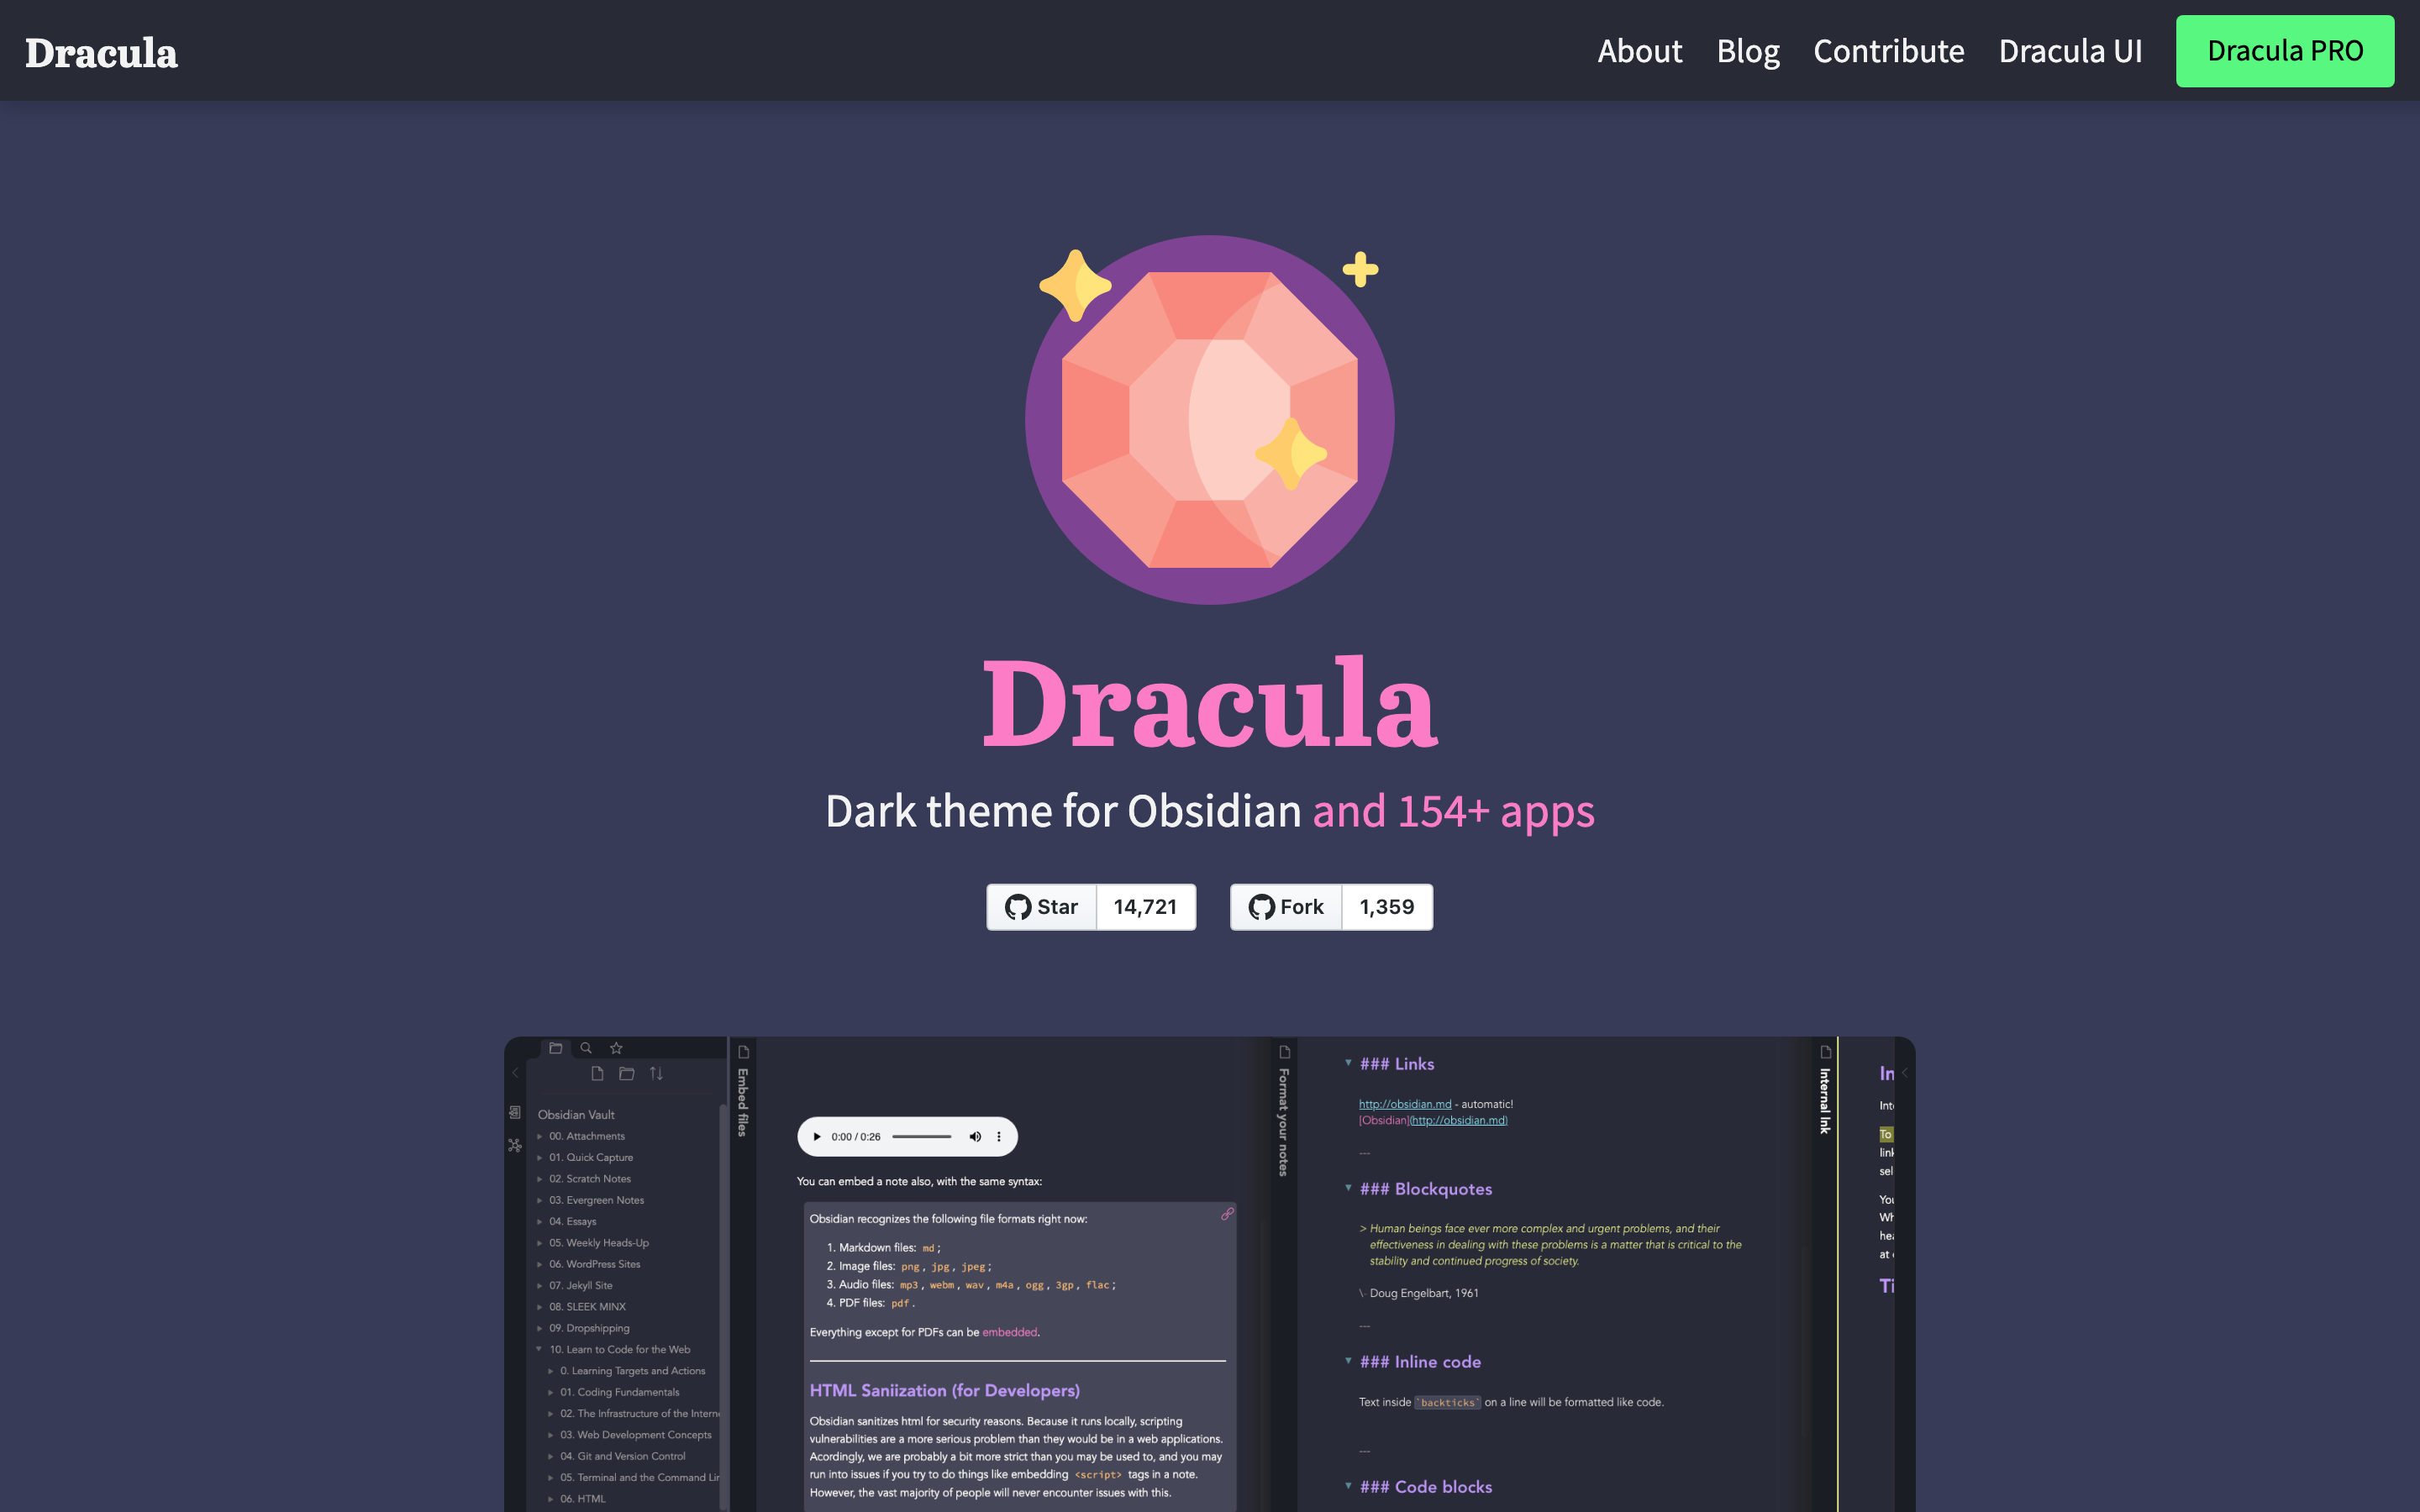 Dracula
About
Blog
Contribute
Dracula UI
Dracula PRO
Dracula
Dark theme for Obsidian and 154+ apps
Star 14,721
Fork 1,359
Obsidian Vault
00. Attachments
01. Quick Capture
02. Scratch Notes
03. Evergreen Notes
04. Essays
05. Weekly Heads-Up
06. WordPress Sites
07. Jekyll Site
08. SLEEK MINX
09. Dropshipping
10. Learn to Code for the Web
0. Learning Targets and Actions
01. Coding Fundamentals
02. The Infrastructure of the Intern
03. Web Development Concepts
04. Git and Version Control
05. Terminal and the Command Lin
06. HTML
Embed files
0:00 / 0:26
You can embed a note also, with the same syntax:
Obsidian recognizes the following file formats right now:
1. Markdown files: md;
2. Image files: png, jpg, jpeg;
3. Audio files: mp3, webm, wav, m4a, ogg, 3gp, flac;
4. PDF files: pdf.
Everything except for PDFs can be embedded.
HTML Saniization (for Developers)
Obsidian sanitizes html for security reasons. Because it runs locally, scripting
vulnerabilities are a more serious problem than they would be in a web applications.
Acordingly, we are probably a bit more strict than you may be used to, and you may
run into issues if you try to do things like embedding <script> tags in a note.
However, the vast majority of people will never encounter issues with this.
Format your notes
### Links
http://obsidian.md - automatic!
[Obsidian](http://obsidian.md)
---
### Blockquotes
> Human beings face ever more complex and urgent problems, and their
effectiveness in dealing with these problems is a matter that is critical to the
stability and continued progress of society.
\- Doug Engelbart, 1961
---
### Inline code
Text inside `backticks` on a line will be formatted like code.
---
### Code blocks
Internal link
In
Inte
To
link
sel
You
Wh
hea
at
Ti